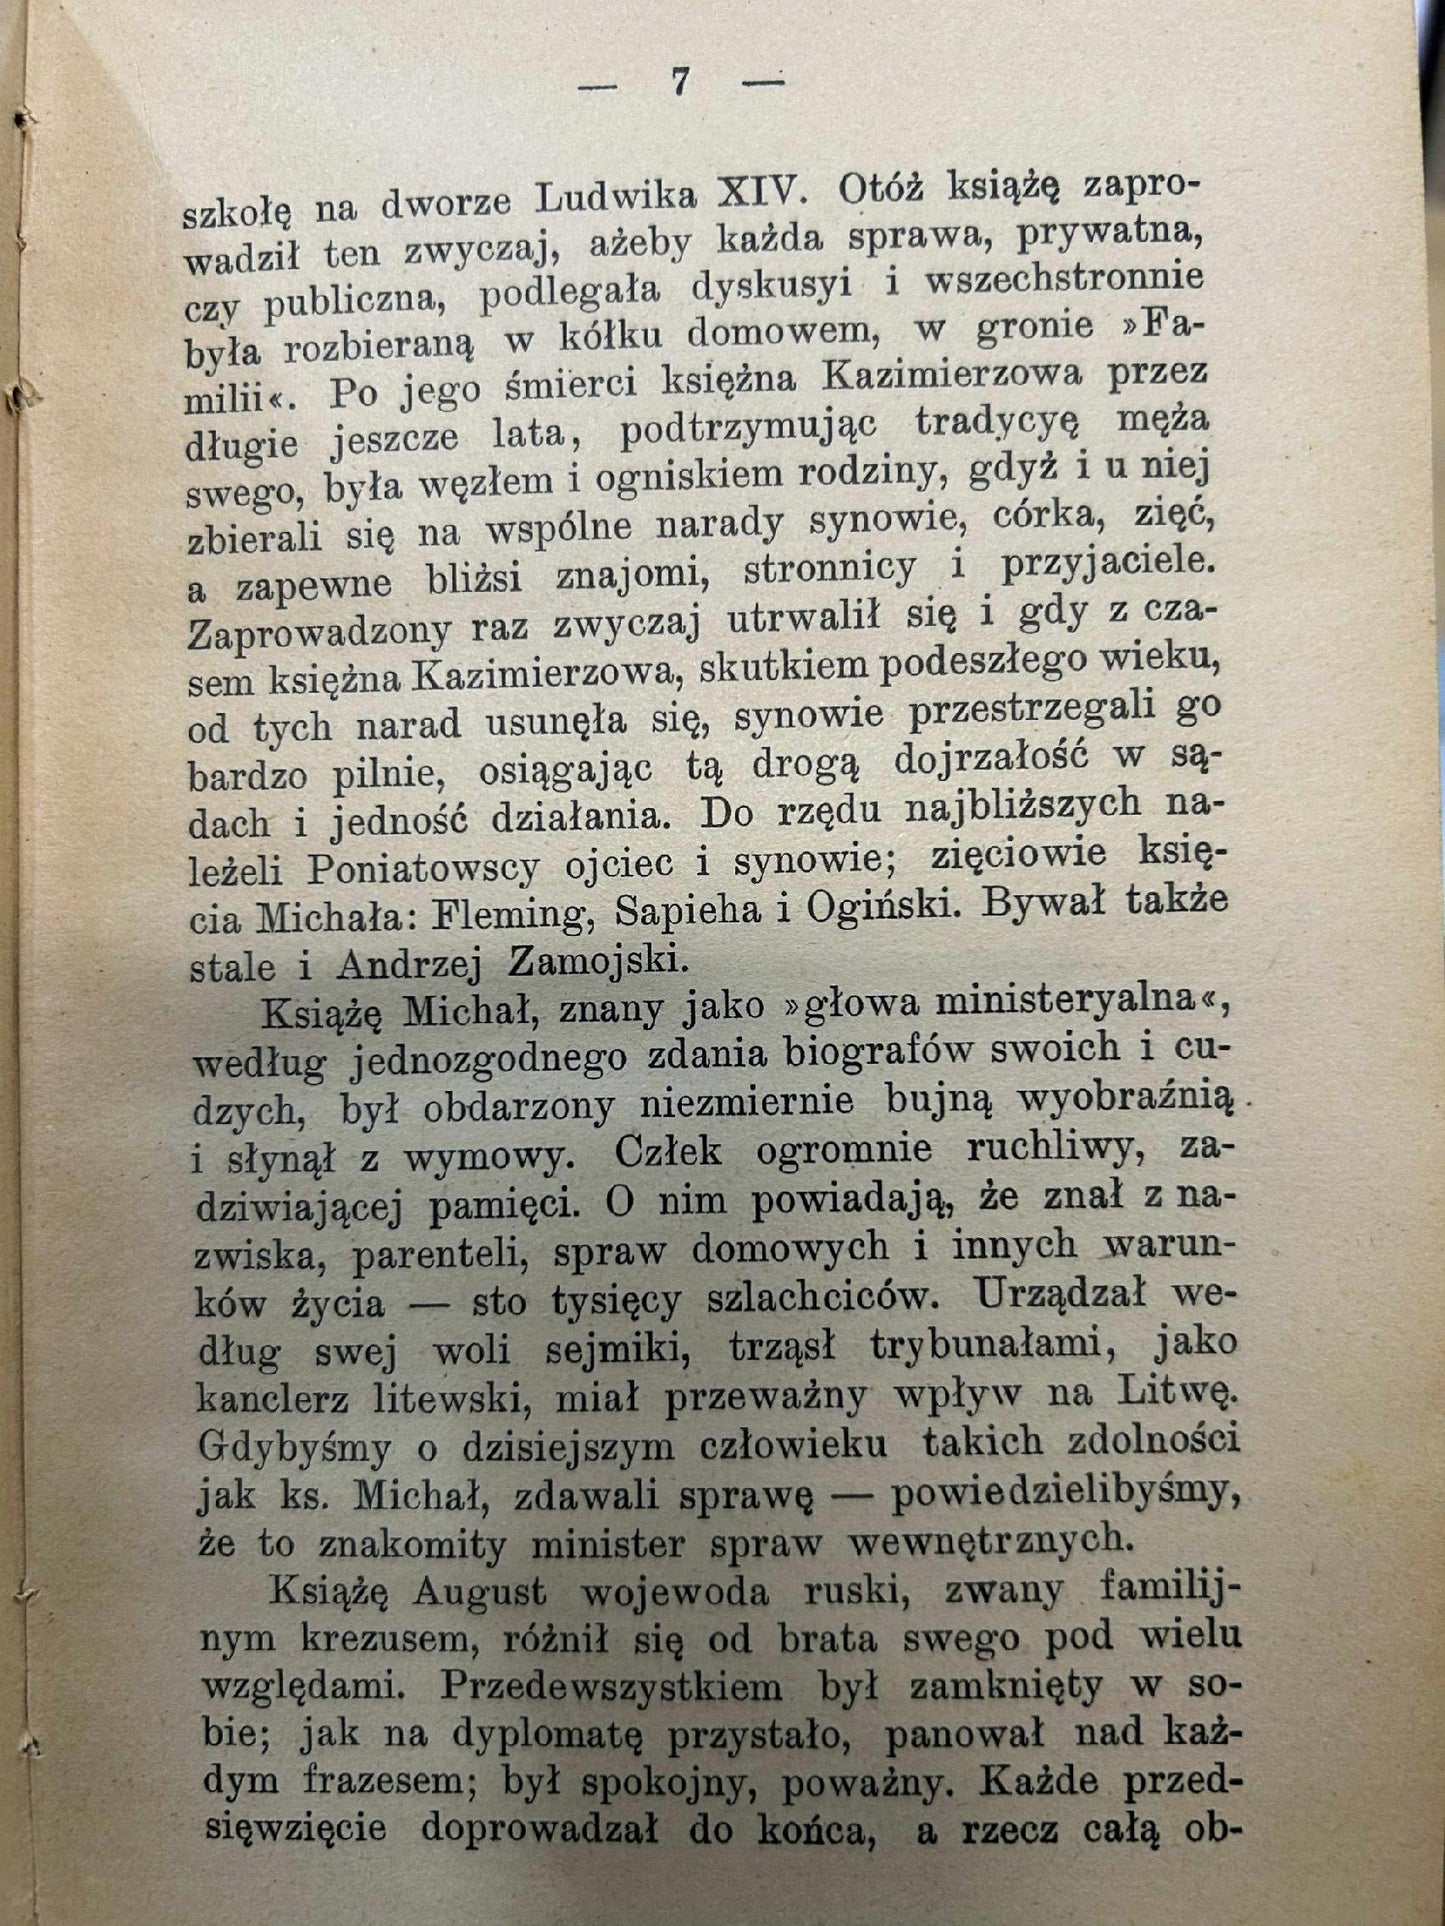 — 7 —
szkołę na dworze Ludwika XIV. Otóż książę zapro-
wadził ten zwyczaj, ażeby każda sprawa, prywatna,
czy publiczna, podlegała dyskusyi i wszechstronnie
była rozbieraną w kółku domowem, w gronie »Fa-
milii«. Po jego śmierci księżna Kazimierzowa przez
długie jeszcze lata, podtrzymując tradycyę męża
swego, była węzłem i ogniskiem rodziny, gdyż i u niej
zbierali się na wspólne narady synowie, córka, zięć,
a zapewne bliżsi znajomi, stronnicy i przyjaciele.
Zaprowadzony raz zwyczaj utrwalił się i gdy z cza-
sem księżna Kazimierzowa, skutkiem podeszłego wieku,
od tych narad usunęła się, synowie przestrzegali go
bardzo pilnie, osiągając tą drogą dojrzałość w są-
dach i jedność działania. Do rzędu najbliższych na-
leżeli Poniatowscy ojciec i synowie; zięciowie księ-
cia Michała: Fleming, Sapieha i Ogiński. Bywał także
stale i Andrzej Zamojski.
Książę Michał, znany jako »głowa ministeryalna«,
według jednozgodnego zdania biografów swoich i cu-
dzych, był obdarzony niezmiernie bujną wyobraźnią
i słynął z wymowy. Człek ogromnie ruchliwy, za-
dziwiającej pamięci. O nim powiadają, że znał z na-
zwiska, parenteli, spraw domowych i innych warun-
ków życia — sto tysięcy szlachciców. Urządzał we-
dług swej woli sejmiki, trząsł trybunałami, jako
kanclerz litewski, miał przeważny wpływ na Litwę.
Gdybyśmy o dzisiejszym człowieku takich zdolności
jak ks. Michał, zdawali sprawę — powiedzielibyśmy,
że to znakomity minister spraw wewnętrznych.
Książę August wojewoda ruski, zwany familij-
nym krezusem, różnił się od brata swego pod wielu
względami. Przedewszystkiem był zamknięty w so-
bie; jak na dyplomatę przystało, panował nad każ-
dym frazesem; był spokojny, poważny. Każde przed-
sięwzięcie doprowadzał do końca, a rzecz całą ob-